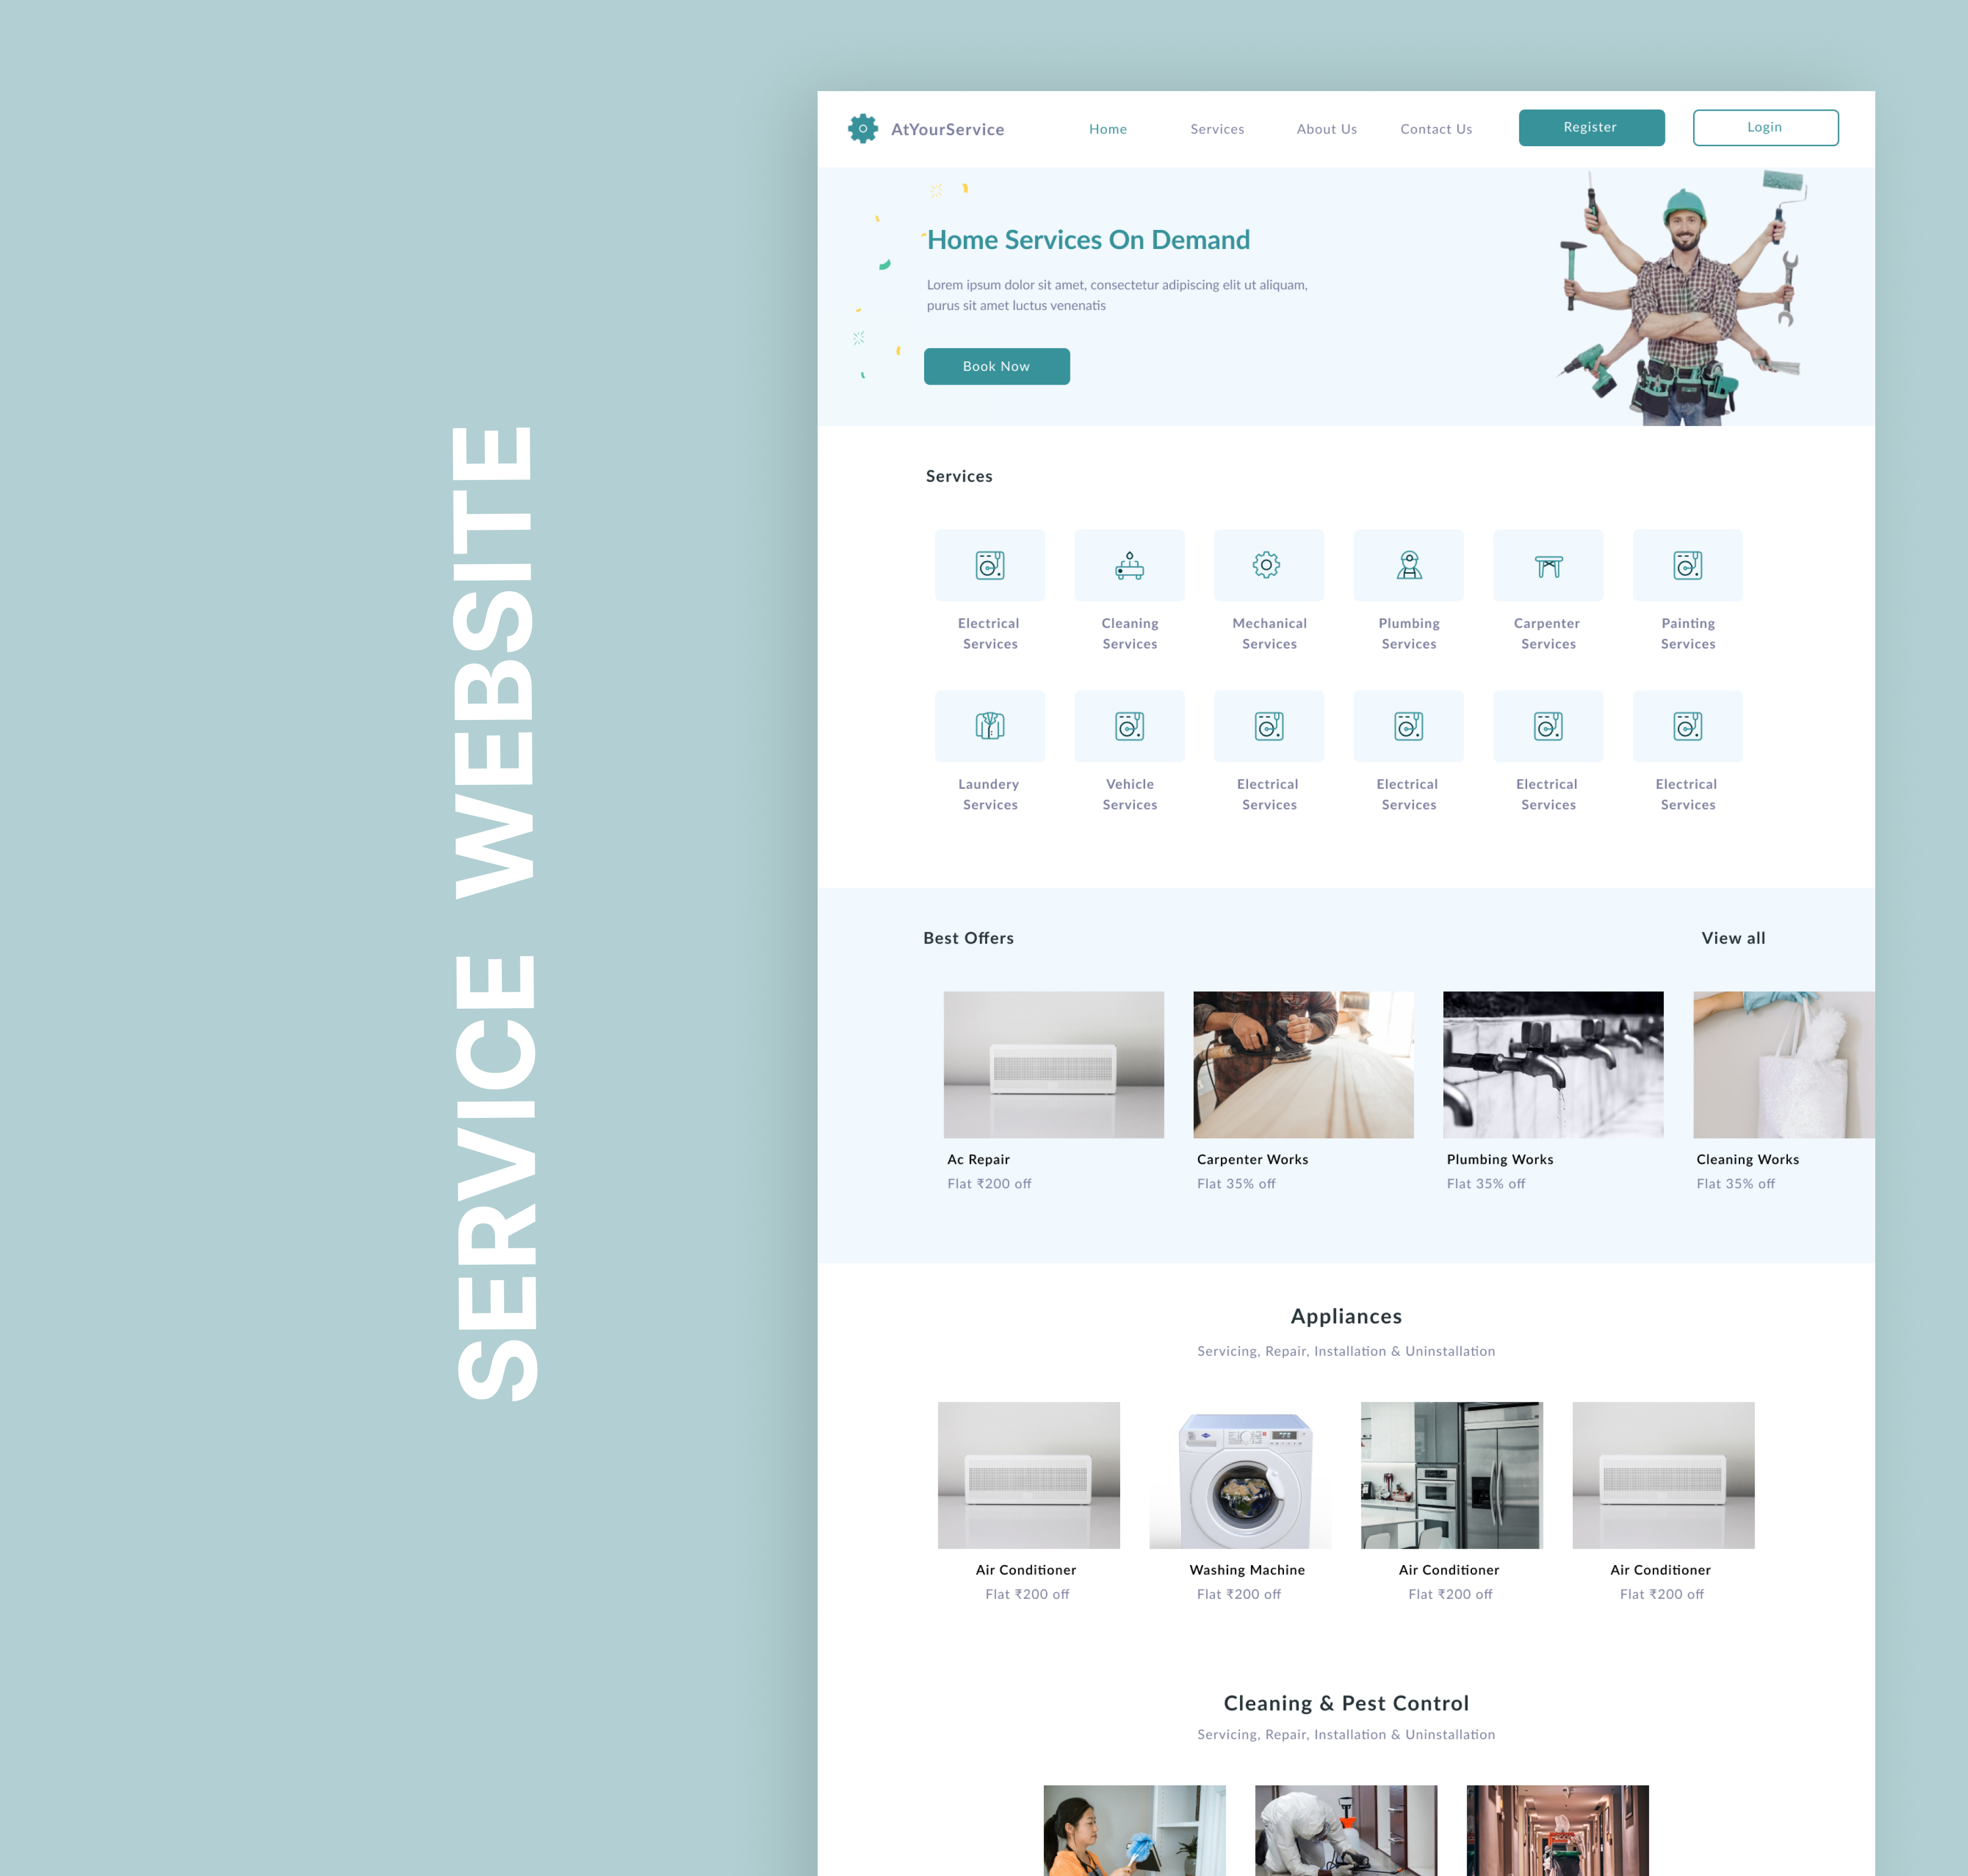 SERVICE WEBSITE
AtYourService
Home
Services
About Us
Contact Us
Register
Login
Home Services On Demand
Lorem ipsum dolor sit amet, consectetur adipiscing elit ut aliquam,
purus sit amet luctus venenatis
Book Now
Services
Electrical
Services
Cleaning
Services
Mechanical
Services
Plumbing
Services
Carpenter
Services
Painting
Services
Laundery
Services
Vehicle
Services
Electrical
Services
Electrical
Services
Electrical
Services
Electrical
Services
Best Offers
View all
Ac Repair
Flat ₹200 off
Carpenter Works
Flat 35% off
Plumbing Works
Flat 35% off
Cleaning Works
Flat 35% off
Appliances
Servicing, Repair, Installation & Uninstallation
Air Conditioner
Flat ₹200 off
Washing Machine
Flat ₹200 off
Air Conditioner
Flat ₹200 off
Air Conditioner
Flat ₹200 off
Cleaning & Pest Control
Servicing, Repair, Installation & Uninstallation